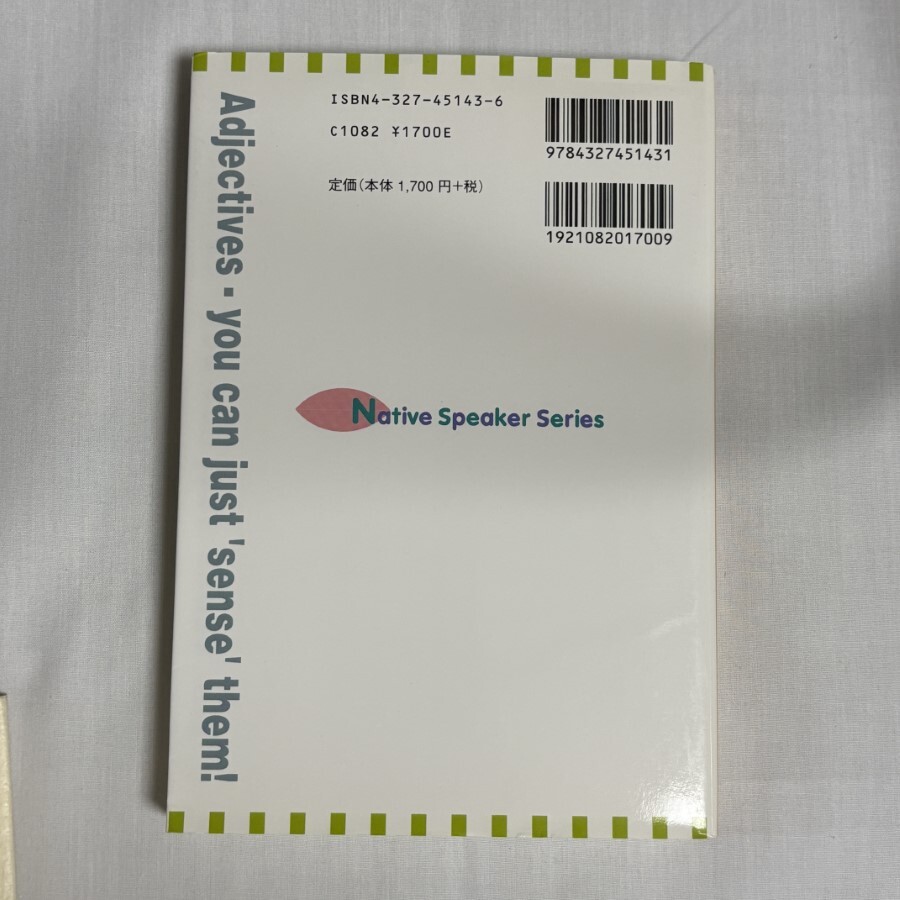 ISBN4-327-45143-6
C1082 ¥1700E
定価(本体 1,700 円+税)
9784327451431
1921082017009
Adjectives - you can just 'sense' them!
Native Speaker Series